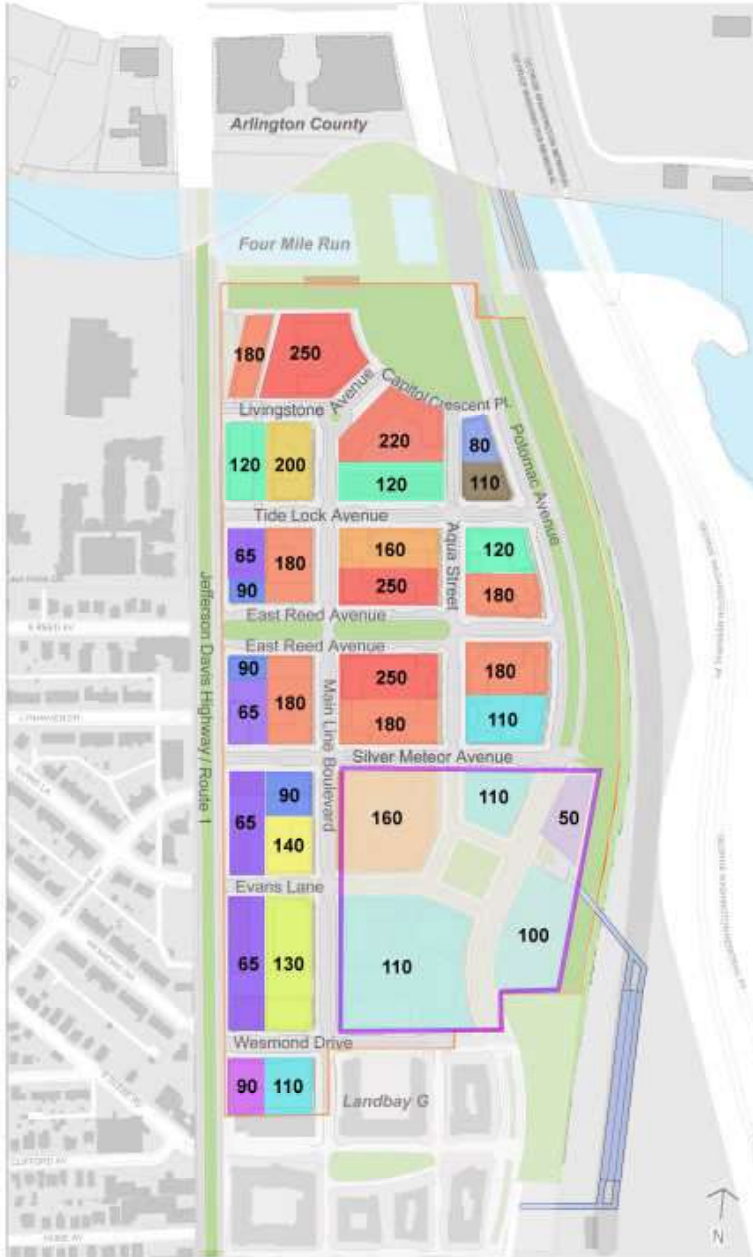 Arlington County
Four Mile Run
180
250
Livingstone Avenue
Capitol Crescent Pl.
Potomac Avenue
120
200
220
120
80
110
Tide Lock Avenue
65
90
180
160
250
Aqua Street
120
180
East Reed Avenue
East Reed Avenue
Jefferson Davis Highway / Route 1
90
65
180
Main Line Boulevard
250
180
180
110
Silver Meteor Avenue
65
90
140
160
110
50
Evans Lane
65
130
110
100
Wesmond Drive
90
110
Landbay G
CLIFFORD AV
N